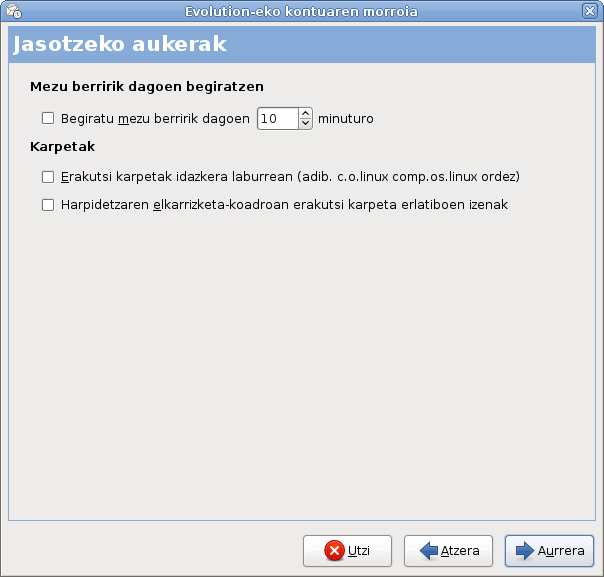 Evolution-eko kontuaren morroia
Jasotzeko aukerak
Mezu berririk dagoen begiratzen
Begiratu mezu berririk dagoen 10 minuturo
Karpetak
Erakutsi karpetak idazkera laburrean (adib. c.o.linux comp.os.linux ordez)
Harpidetzaren elkarrizketa-koadroan erakutsi karpeta erlatiboen izenak
Utzi Atzera Aurrera